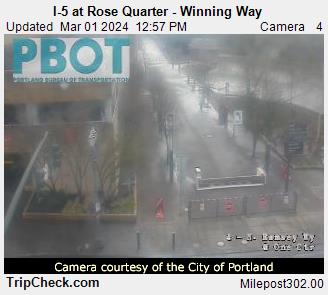 I-5 at Rose Quarter - Winning Way
Updated Mar 01 2024 12:57 PM Camera 4
PBOT
PORTLAND BUREAU OF TRANSPORTATION
Camera courtesy of the City of Portland
TripCheck.com Milepost302.00